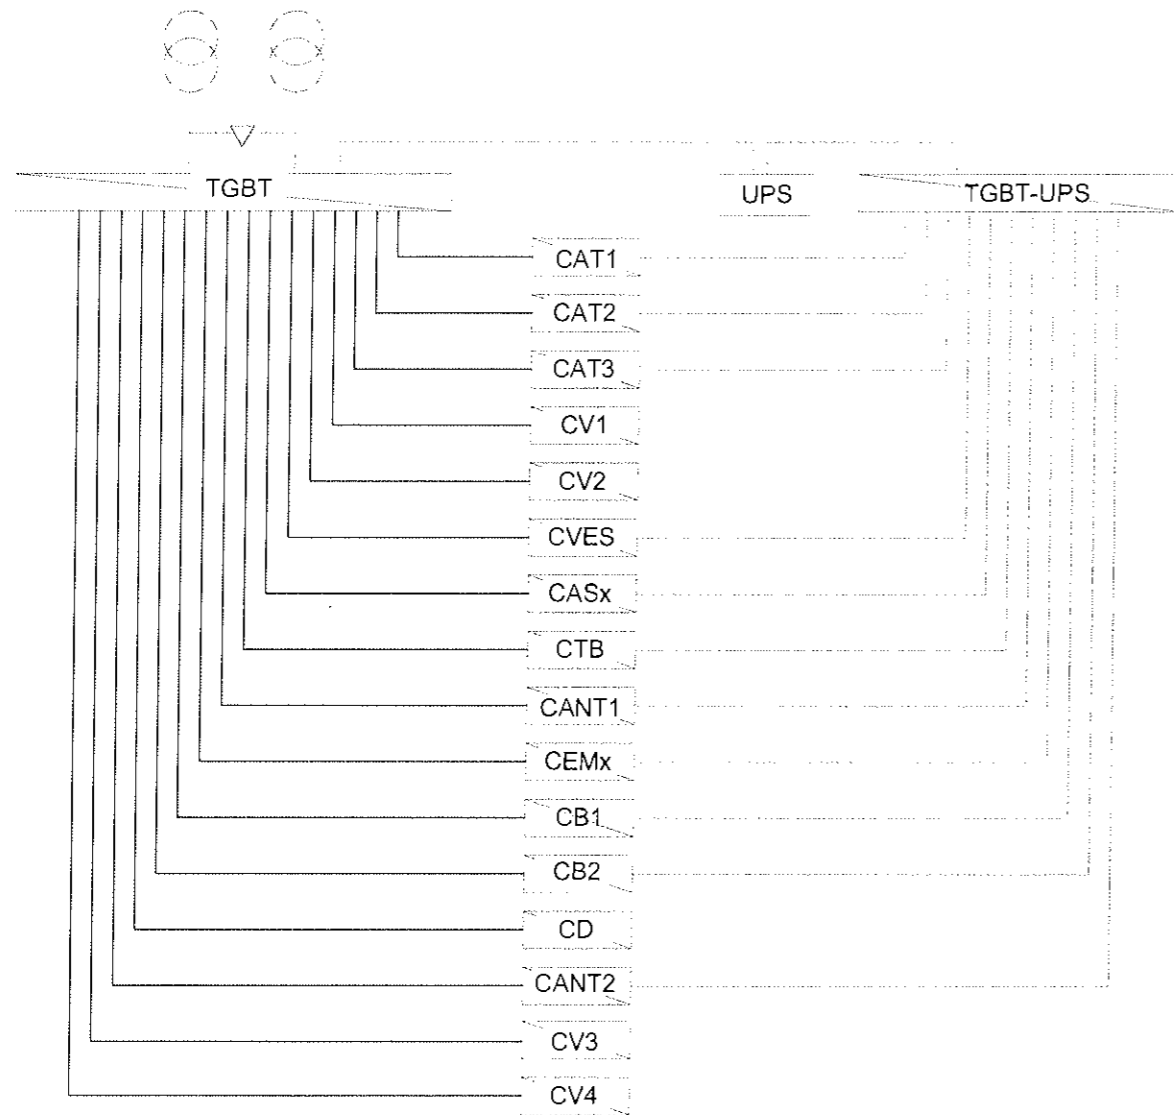 TGBT
UPS
TGBT-UPS
CAT1
CAT2
CAT3
CV1
CV2
CVES
CASx
CTB
CANT1
CEMx
CB1
CB2
CD
CANT2
CV3
CV4